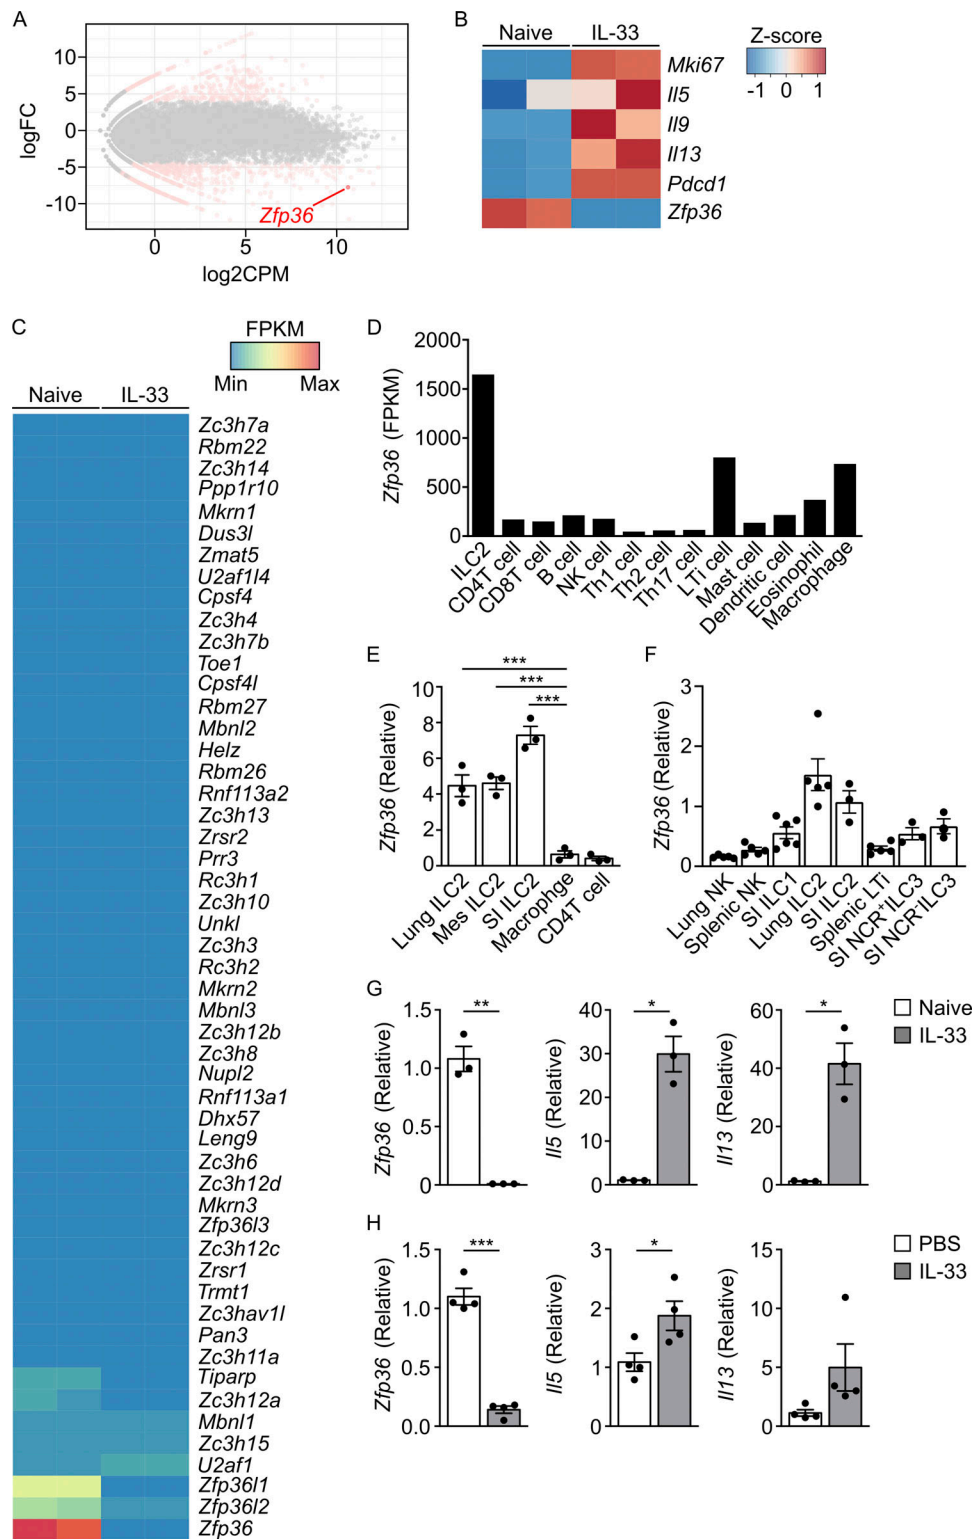 A
logFC
10
5
0
-5
-10
Zfp36
0
5
10
log2CPM
B
Naive IL-33
Z-score
-1 0 1
Mki67
Il5
Il9
Il13
Pdcd1
Zfp36
C
FPKM
Min Max
Naive IL-33
Zc3h7a
Rbm22
Zc3h14
Ppp1r10
Mkrn1
Dus3l
Zmat5
U2af1l4
Cpsf4
Zc3h4
Zc3h7b
Toe1
Cpsf4l
Rbm27
Mbnl2
Helz
Rbm26
Rnf113a2
Zc3h13
Zrsr2
Prr3
Rc3h1
Zc3h10
Unkl
Zc3h3
Rc3h2
Mkrn2
Mbnl3
Zc3h12b
Zc3h8
Nupl2
Rnf113a1
Dhx57
Leng9
Zc3h6
Zc3h12d
Mkrn3
Zfp36l3
Zc3h12c
Zrsr1
Trmt1
Zc3hav1l
Pan3
Zc3h11a
Tiparp
Zc3h12a
Mbnl1
Zc3h15
U2af1
Zfp36l1
Zfp36l2
Zfp36
D
Zfp36 (FPKM)
2000
1500
1000
500
0
ILC2
CD4T cell
CD8T cell
B cell
NK cell
Th1 cell
Th2 cell
Th17 cell
LTi cell
Mast cell
Dendritic cell
Eosinophil
Macrophage
E
Zfp36 (Relative)
10
8
6
4
2
0
***
***
***
Lung ILC2
Mes ILC2
SI ILC2
Macrophge
CD4T cell
F
Zfp36 (Relative)
3
2
1
0
Lung NK
Splenic NK
SI ILC1
Lung ILC2
SI ILC2
Splenic LTi
SI NCR+ILC3
SI NCR-ILC3
G
Zfp36 (Relative)
1.5
1.0
0.5
0
**
Il5 (Relative)
40
30
20
10
0
*
Il13 (Relative)
60
40
20
0
*
Naive
IL-33
H
Zfp36 (Relative)
1.5
1.0
0.5
0.0
***
Il5 (Relative)
3
2
1
0
*
Il13 (Relative)
15
10
5
0
PBS
IL-33